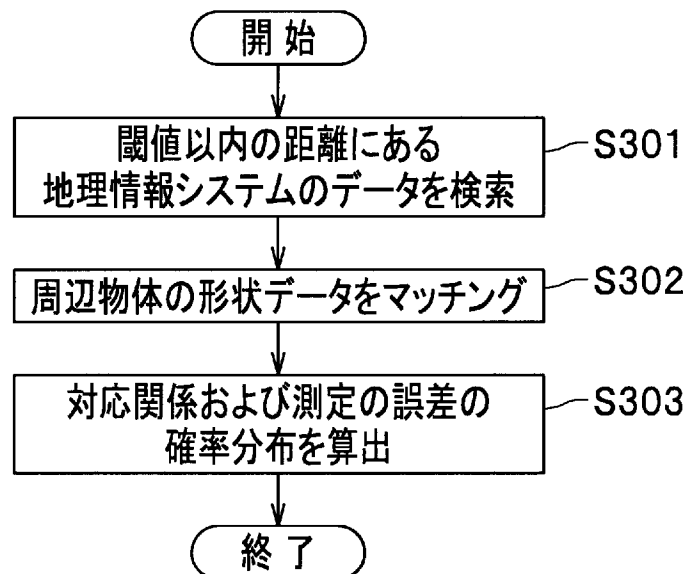 開始
閾値以内の距離にある
地理情報システムのデータを検索
S301
周辺物体の形状データをマッチング
S302
対応関係および測定の誤差の
確率分布を算出
S303
終了